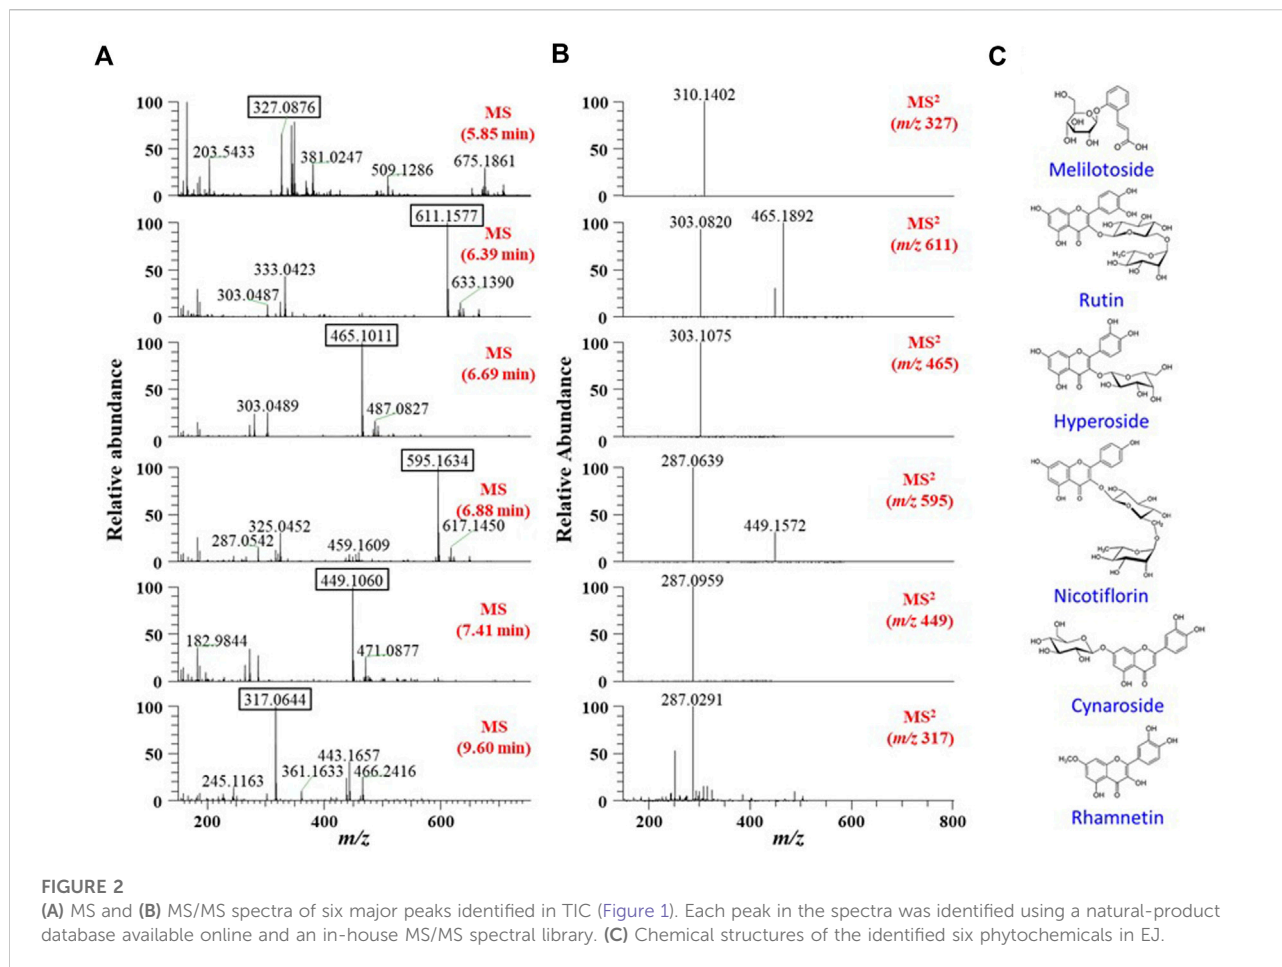 A
B
C
Relative abundance
100
50
0
327.0876
203.5433
381.0247
509.1286
675.1861
MS
(5.85 min)
100
50
0
611.1577
333.0423
303.0487
633.1390
MS
(6.39 min)
100
50
0
465.1011
303.0489
487.0827
MS
(6.69 min)
100
50
0
595.1634
325.0452
287.0542
459.1609
617.1450
MS
(6.88 min)
100
50
0
449.1060
182.9844
471.0877
MS
(7.41 min)
100
50
0
317.0644
443.1657
245.1163
361.1633
466.2416
MS
(9.60 min)
200
400
600
m/z
Relative Abundance
100
50
0
310.1402
MS²
(m/z 327)
100
50
0
303.0820
465.1892
MS²
(m/z 611)
100
50
0
303.1075
MS²
(m/z 465)
100
50
0
287.0639
449.1572
MS²
(m/z 595)
100
50
0
287.0959
MS²
(m/z 449)
100
50
0
287.0291
MS²
(m/z 317)
200
400
600
800
m/z
Melilotoside
Rutin
Hyperoside
Nicotiflorin
Cynaroside
Rhamnetin
FIGURE 2
(A) MS and (B) MS/MS spectra of six major peaks identified in TIC (Figure 1). Each peak in the spectra was identified using a natural-product
database available online and an in-house MS/MS spectral library. (C) Chemical structures of the identified six phytochemicals in EJ.